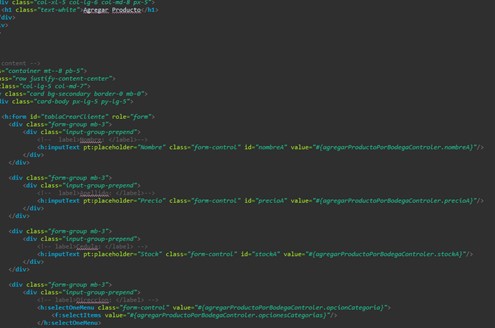 <div class="col-xl-5 col-lg-6 col-md-8 px-5">
<h1 class="text-white">Agregar Producto</h1>
</div>
v>
content -->
="container mt--8 pb-5">
="row justify-content-center">
="col-lg-5 col-md-7">
class="card bg-secondary border-0 mb-0">
<div class="card-body px-lg-5 py-lg-5">
<h:form id="tablaCrearCliente" role="form">
<div class="form-group mb-3">
<div class="input-group-prepend">
<!-- label>Nombre: </label>-->
<h:inputText pt:placeholder="Nombre" class="form-control" id="nombreA" value="#{agregarProductoPorBodegaControler.nombreA}"/>
</div>
</div>
<div class="form-group mb-3">
<div class="input-group-prepend">
<!-- label>Apellido: </label>-->
<h:inputText pt:placeholder="Precio" class="form-control" id="precioA" value="#{agregarProductoPorBodegaControler.precioA}"/>
</div>
</div>
<div class="form-group mb-3">
<div class="input-group-prepend">
<!-- label>Cedula: </label> -->
<h:inputText pt:placeholder="Stock" class="form-control" id="stockA" value="#{agregarProductoPorBodegaControler.stockA}"/>
</div>
</div>
<div class="form-group mb-3">
<div class="input-group-prepend">
<!-- label>Direccion: </label> -->
<h:selectOneMenu class="form-control" value="#{agregarProductoPorBodegaControler.opcionCategoria}">
<f:selectItems value="#{agregarProductoPorBodegaControler.opcionesCategorias}"/>
</h:selectOneMenu>